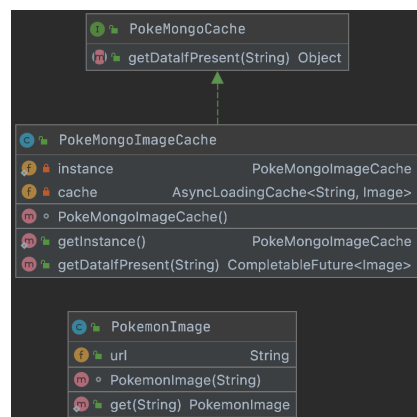 PokeMongoCache
getDataIfPresent(String) Object
PokeMongoImageCache
instance PokeMongoImageCache
cache AsyncLoadingCache<String, Image>
PokeMongoImageCache()
getInstance() PokeMongoImageCache
getDataIfPresent(String) CompletableFuture<Image>
PokemonImage
url String
PokemonImage(String)
get(String) PokemonImage